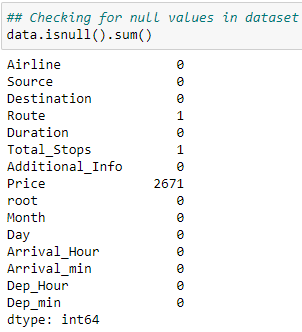 ## Checking for null values in dataset
data.isnull().sum()
Airline 0
Source 0
Destination 0
Route 1
Duration 0
Total_Stops 1
Additional_Info 0
Price 2671
root 0
Month 0
Day 0
Arrival_Hour 0
Arrival_min 0
Dep_Hour 0
Dep_min 0
dtype: int64